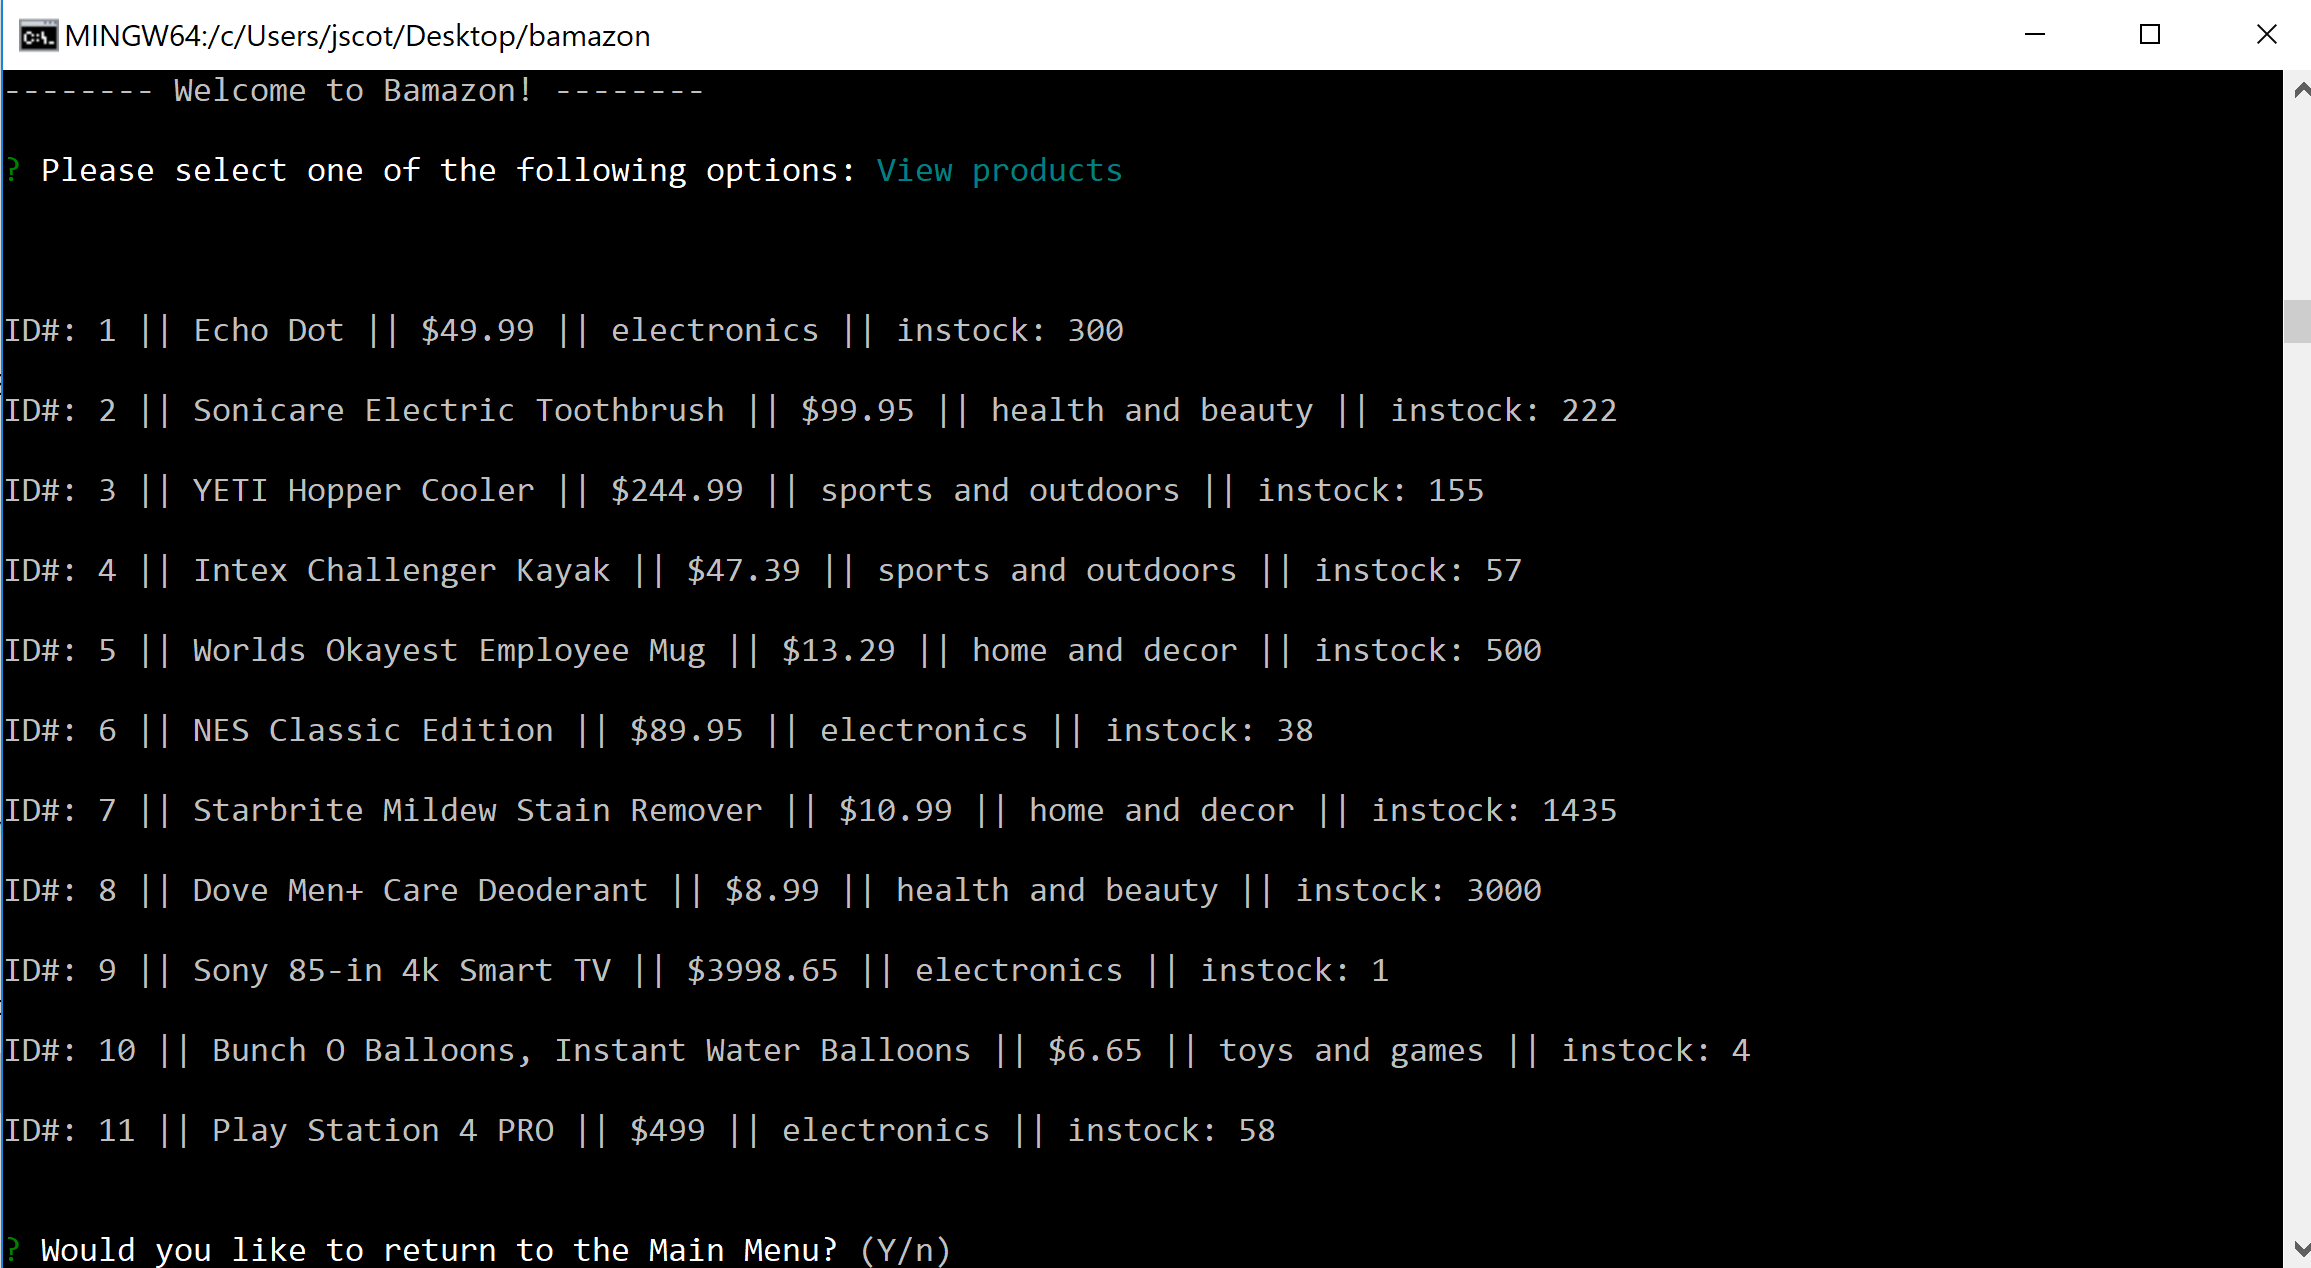 MINGW64:/c/Users/jscot/Desktop/bamazon
-------- Welcome to Bamazon! --------
? Please select one of the following options: View products
ID#: 1 || Echo Dot || $49.99 || electronics || instock: 300
ID#: 2 || Sonicare Electric Toothbrush || $99.95 || health and beauty || instock: 222
ID#: 3 || YETI Hopper Cooler || $244.99 || sports and outdoors || instock: 155
ID#: 4 || Intex Challenger Kayak || $47.39 || sports and outdoors || instock: 57
ID#: 5 || Worlds Okayest Employee Mug || $13.29 || home and decor || instock: 500
ID#: 6 || NES Classic Edition || $89.95 || electronics || instock: 38
ID#: 7 || Starbrite Mildew Stain Remover || $10.99 || home and decor || instock: 1435
ID#: 8 || Dove Men+ Care Deoderant || $8.99 || health and beauty || instock: 3000
ID#: 9 || Sony 85-in 4k Smart TV || $3998.65 || electronics || instock: 1
ID#: 10 || Bunch O Balloons, Instant Water Balloons || $6.65 || toys and games || instock: 4
ID#: 11 || Play Station 4 PRO || $499 || electronics || instock: 58
? Would you like to return to the Main Menu? (Y/n)